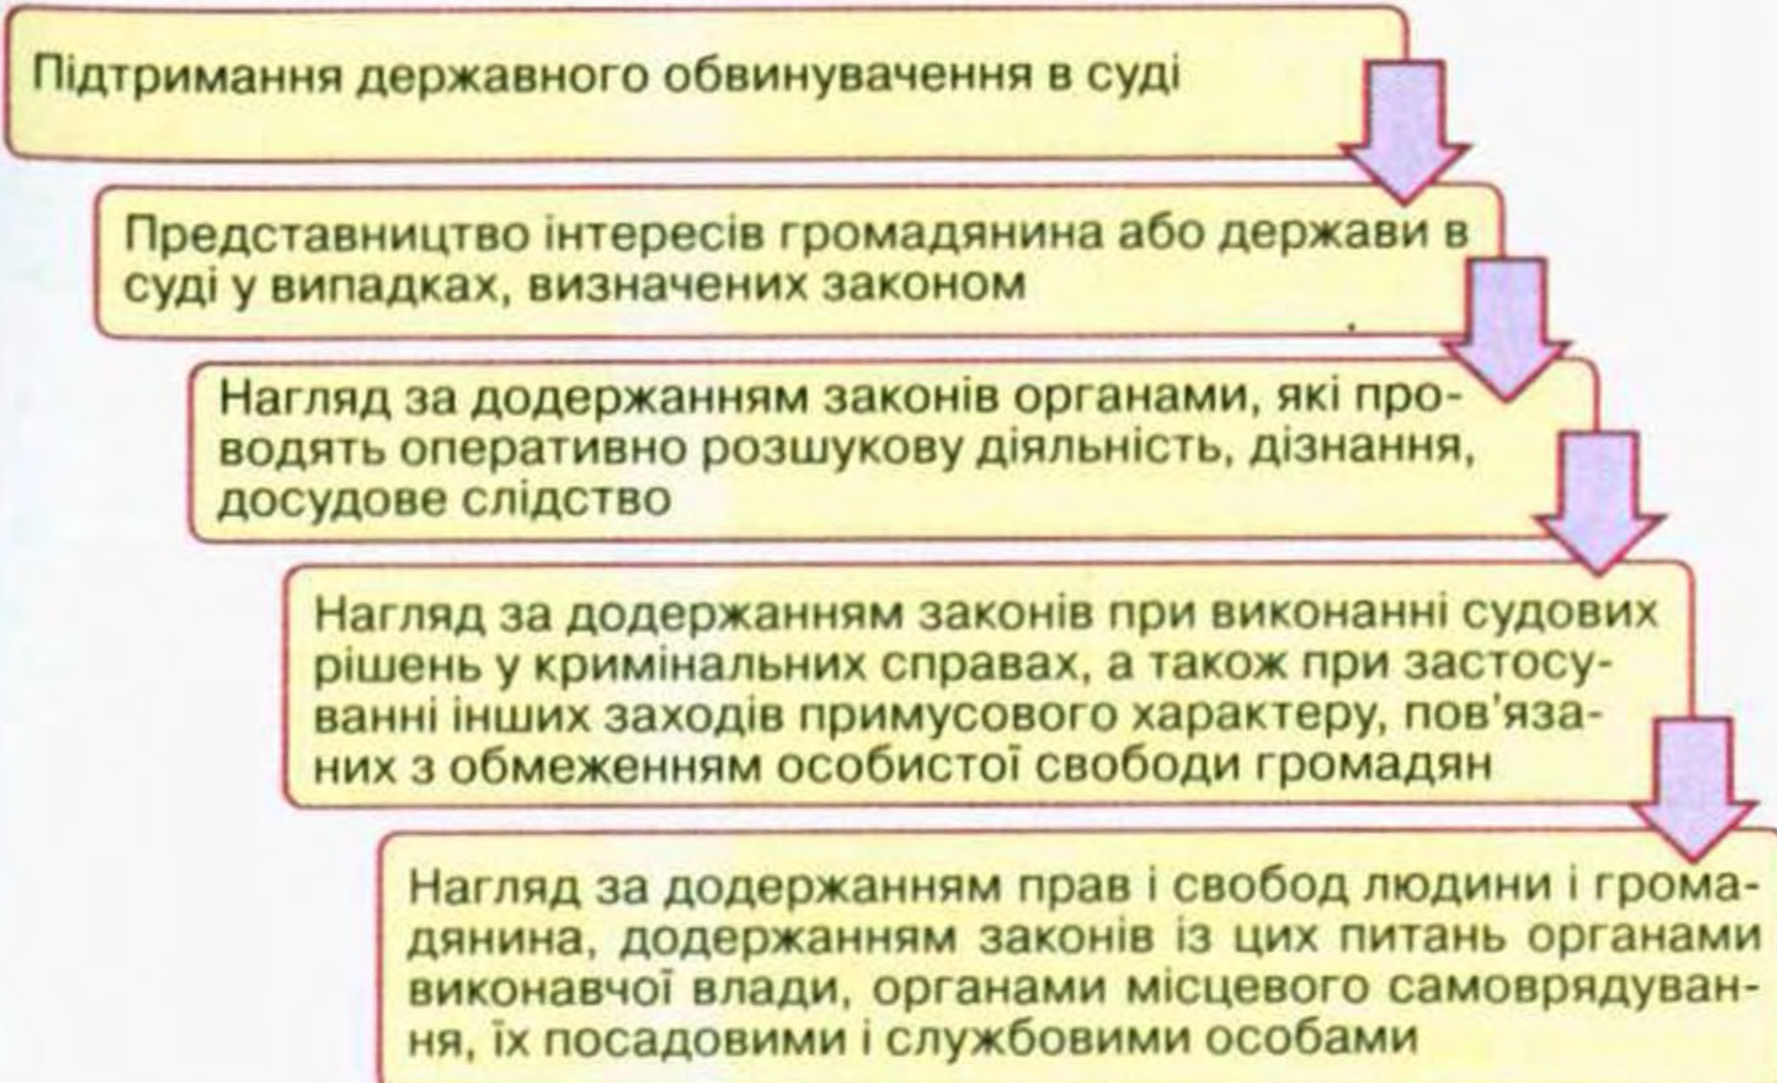 Підтримання державного обвинувачення в суді
Представництво інтересів громадянина або держави в
суді у випадках, визначених законом
Нагляд за додержанням законів органами, які про-
водять оперативно розшукову діяльність, дізнання,
досудове слідство
Нагляд за додержанням законів при виконанні судових
рішень у кримінальних справах, а також при застосу-
ванні інших заходів примусового характеру, пов'яза-
них з обмеженням особистої свободи громадян
Нагляд за додержанням прав і свобод людини і грома-
дянина, додержанням законів із цих питань органами
виконавчої влади, органами місцевого самоврядуван-
ня, їх посадовими і службовими особами